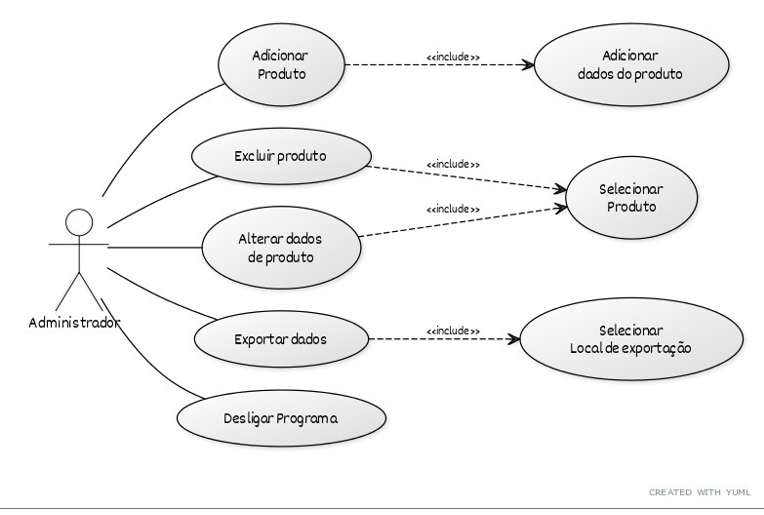 Adicionar
Produto
<<include>>
Adicionar
dados do produto
Excluir produto
<<include>>
Selecionar
Produto
<<include>>
Alterar dados
de produto
Administrador
Exportar dados
<<include>>
Selecionar
Local de exportação
Desligar Programa
CREATED WITH YUML